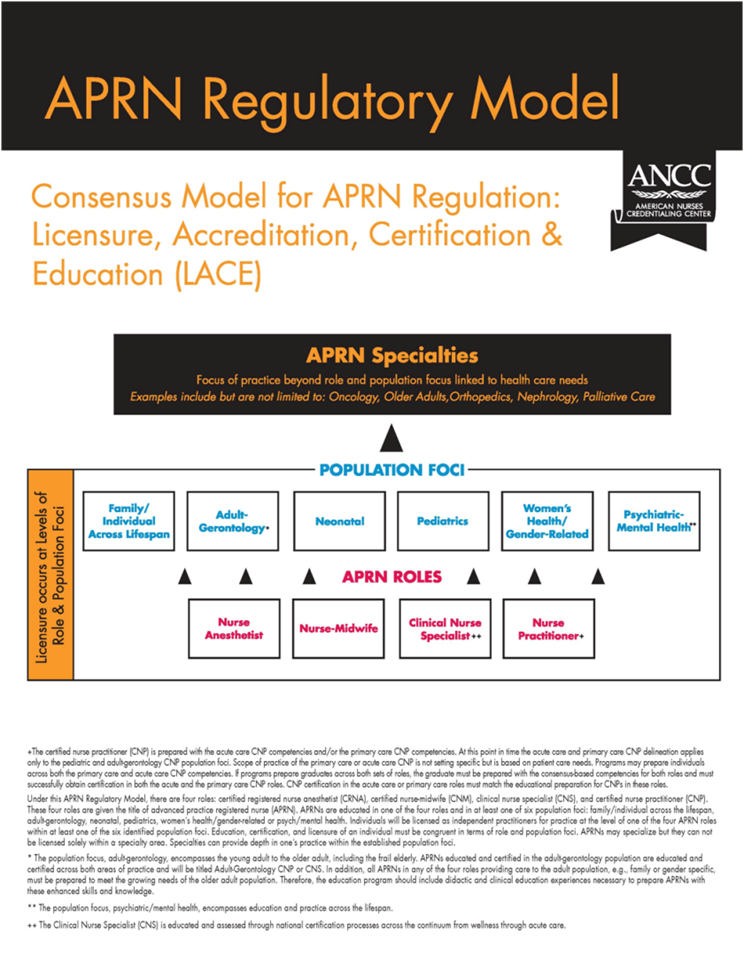 APRN Regulatory Model
ANCC
AMERICAN NURSES
CREDENTIALING CENTER
Consensus Model for APRN Regulation:
Licensure, Accreditation, Certification &
Education (LACE)
APRN Specialties
Focus of practice beyond role and population focus linked to health care needs
Examples include but are not limited to: Oncology, Older Adults,Orthopedics, Nephrology, Palliative Care
Licensure occurs at Levels of
Role & Population Foci
POPULATION FOCI
Family/
Individual
Across Lifespan
Adult-
Gerontology*
Neonatal
Pediatrics
Women's
Health/
Gender-Related
Psychiatric-
Mental Health**
APRN ROLES
Nurse
Anesthetist
Nurse-Midwife
Clinical Nurse
Specialist++
Nurse
Practitioner+
+The certified nurse practitioner (CNP) is prepared with the acute care CNP competencies and/or the primary care CNP competencies. At this point in time the acute care and primary care CNP delineation applies
only to the pediatric and adult-gerontology CNP population foci. Scope of practice of the primary care or acute care CNP is not setting specific but is based on patient care needs. Programs may prepare individuals
across both the primary care and acute care CNP competencies. If programs prepare graduates across both sets of roles, the graduate must be prepared with the consensus-based competencies for both roles and must
successfully obtain certification in both the acute and the primary care CNP roles. CNP certification in the acute care or primary care roles must match the educational preparation for CNPs in these roles.
Under this APRN Regulatory Model, there are four roles: certified registered nurse anesthetist (CRNA), certified nurse-midwife (CNM), clinical nurse specialist (CNS), and certified nurse practitioner (CNP).
These four roles are given the title of advanced practice registered nurse (APRN). APRNs are educated in one of the four roles and in at least one of six population foci: family/individual across the lifespan,
adult-gerontology, neonatal, pediatrics, women's health/gender-related or psych/mental health. Individuals will be licensed as independent practitioners for practice at the level of one of the four APRN roles
within at least one of the six identified population foci. Education, certification, and licensure of an individual must be congruent in terms of role and population foci. APRNs may specialize but they can not
be licensed solely within a specialty area. Specialties can provide depth in one's practice within the established population foci.
* The population focus, adult-gerontology, encompasses the young adult to the older adult, including the frail elderly. APRNs educated and certified in the adult-gerontology population are educated and
certified across both areas of practice and will be titled Adult-Gerontology CNP or CNS. In addition, all APRNs in any of the four roles providing care to the adult population, e.g., family or gender specific,
must be prepared to meet the growing needs of the older adult population. Therefore, the education program should include didactic and clinical education experiences necessary to prepare APRNs with
these enhanced skills and knowledge.
** The population focus, psychiatric/mental health, encompasses education and practice across the lifespan.
++ The Clinical Nurse Specialist (CNS) is educated and assessed through national certification processes across the continuum from wellness through acute care.